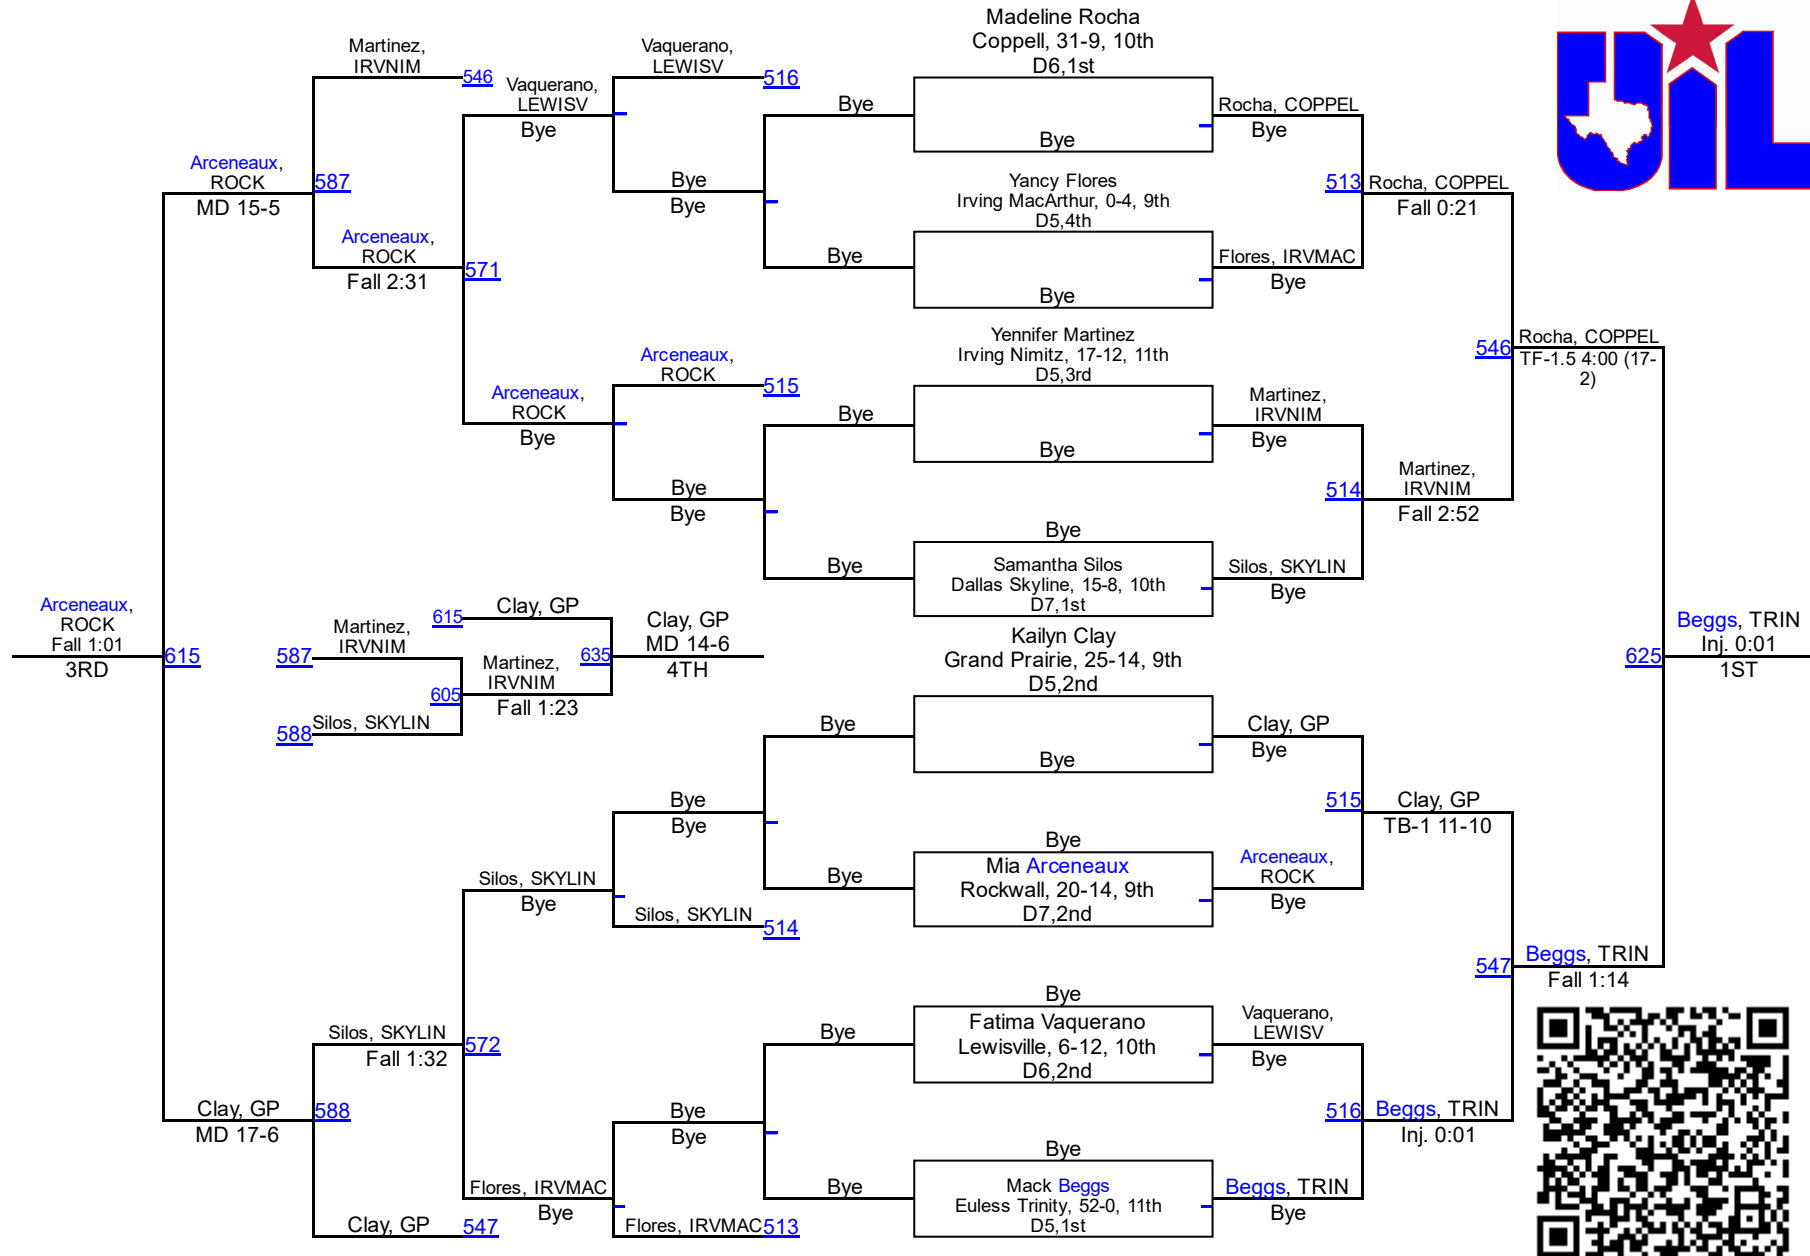 Madeline Rocha
Coppell, 31-9, 10th
D6,1st
UIL
Martinez,
IRVNIM
546
Vaquerano,
LEWISV
Bye
Vaquerano,
LEWISV
516
Bye
Bye
Rocha, COPPEL
Bye
Arceneaux,
ROCK
MD 15-5
587
Bye
Bye
Yancy Flores
Irving MacArthur, 0-4, 9th
D5,4th
513
Rocha, COPPEL
Fall 0:21
Arceneaux,
ROCK
Fall 2:31
571
Bye
Bye
Flores, IRVMAC
Bye
Yennifer Martinez
Irving Nimitz, 17-12, 11th
D5,3rd
546
Rocha, COPPEL
TF-1.5 4:00 (17-
2)
Arceneaux,
ROCK
515
Arceneaux,
ROCK
Bye
Bye
Bye
Martinez,
IRVNIM
Bye
Bye
Bye
514
Martinez,
IRVNIM
Fall 2:52
Bye
Bye
Samantha Silos
Dallas Skyline, 15-8, 10th
D7,1st
Silos, SKYLIN
Bye
Arceneaux,
ROCK
Fall 1:01
3RD
615
615
Clay, GP
587
Martinez,
IRVNIM
605
Martinez,
IRVNIM
Fall 1:23
588
Silos, SKYLIN
635
Clay, GP
MD 14-6
4TH
Kailyn Clay
Grand Prairie, 25-14, 9th
D5,2nd
625
Beggs, TRIN
Inj. 0:01
1ST
Bye
Bye
Clay, GP
Bye
Bye
Bye
515
Clay, GP
TB-1 11-10
Silos, SKYLIN
Bye
Bye
Bye
Mia Arceneaux
Rockwall, 20-14, 9th
D7,2nd
Arceneaux,
ROCK
Bye
Silos, SKYLIN
514
547
Beggs, TRIN
Fall 1:14
Silos, SKYLIN
Fall 1:32
572
Bye
Bye
Fatima Vaquerano
Lewisville, 6-12, 10th
D6,2nd
Vaquerano,
LEWISV
Bye
Clay, GP
MD 17-6
588
Bye
Bye
516
Beggs, TRIN
Inj. 0:01
Flores, IRVMAC
Bye
Bye
Bye
Mack Beggs
Euless Trinity, 52-0, 11th
D5,1st
Beggs, TRIN
Bye
Clay, GP
547
Flores, IRVMAC
513